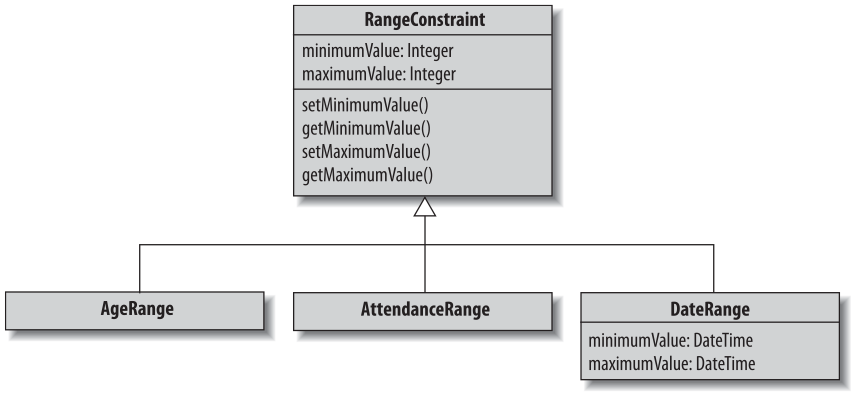 RangeConstraint
minimumValue: Integer
maximumValue: Integer
setMinimumValue()
getMinimumValue()
setMaximumValue()
getMaximumValue()
AgeRange
AttendanceRange
DateRange
minimumValue: DateTime
maximumValue: DateTime